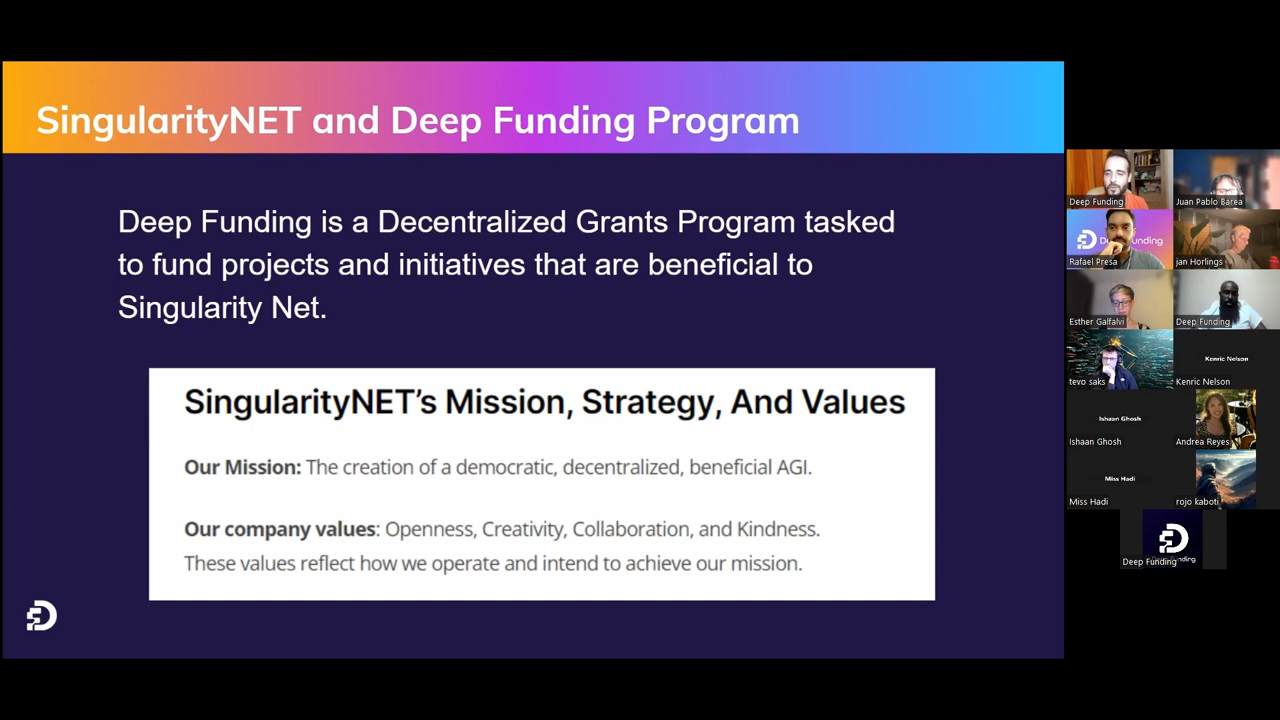 SingularityNET and Deep Funding Program
Deep Funding is a Decentralized Grants Program tasked
to fund projects and initiatives that are beneficial to
Singularity Net.
SingularityNET's Mission, Strategy, And Values
Our Mission: The creation of a democratic, decentralized, beneficial AGI.
Our company values: Openness, Creativity, Collaboration, and Kindness.
These values reflect how we operate and intend to achieve our mission.
Deep Funding
Juan Pablo Barea
Rafael Presa
jan Horlings
Esther Galfalvi
Deep Funding
tevo saks
Kenric Nelson
Kenric Nelson
Ishaan Ghosh
Ishaan Ghosh
Andrea Reyes
Miss Hadi
Miss Hadi
rojo kaboti
Deep Funding